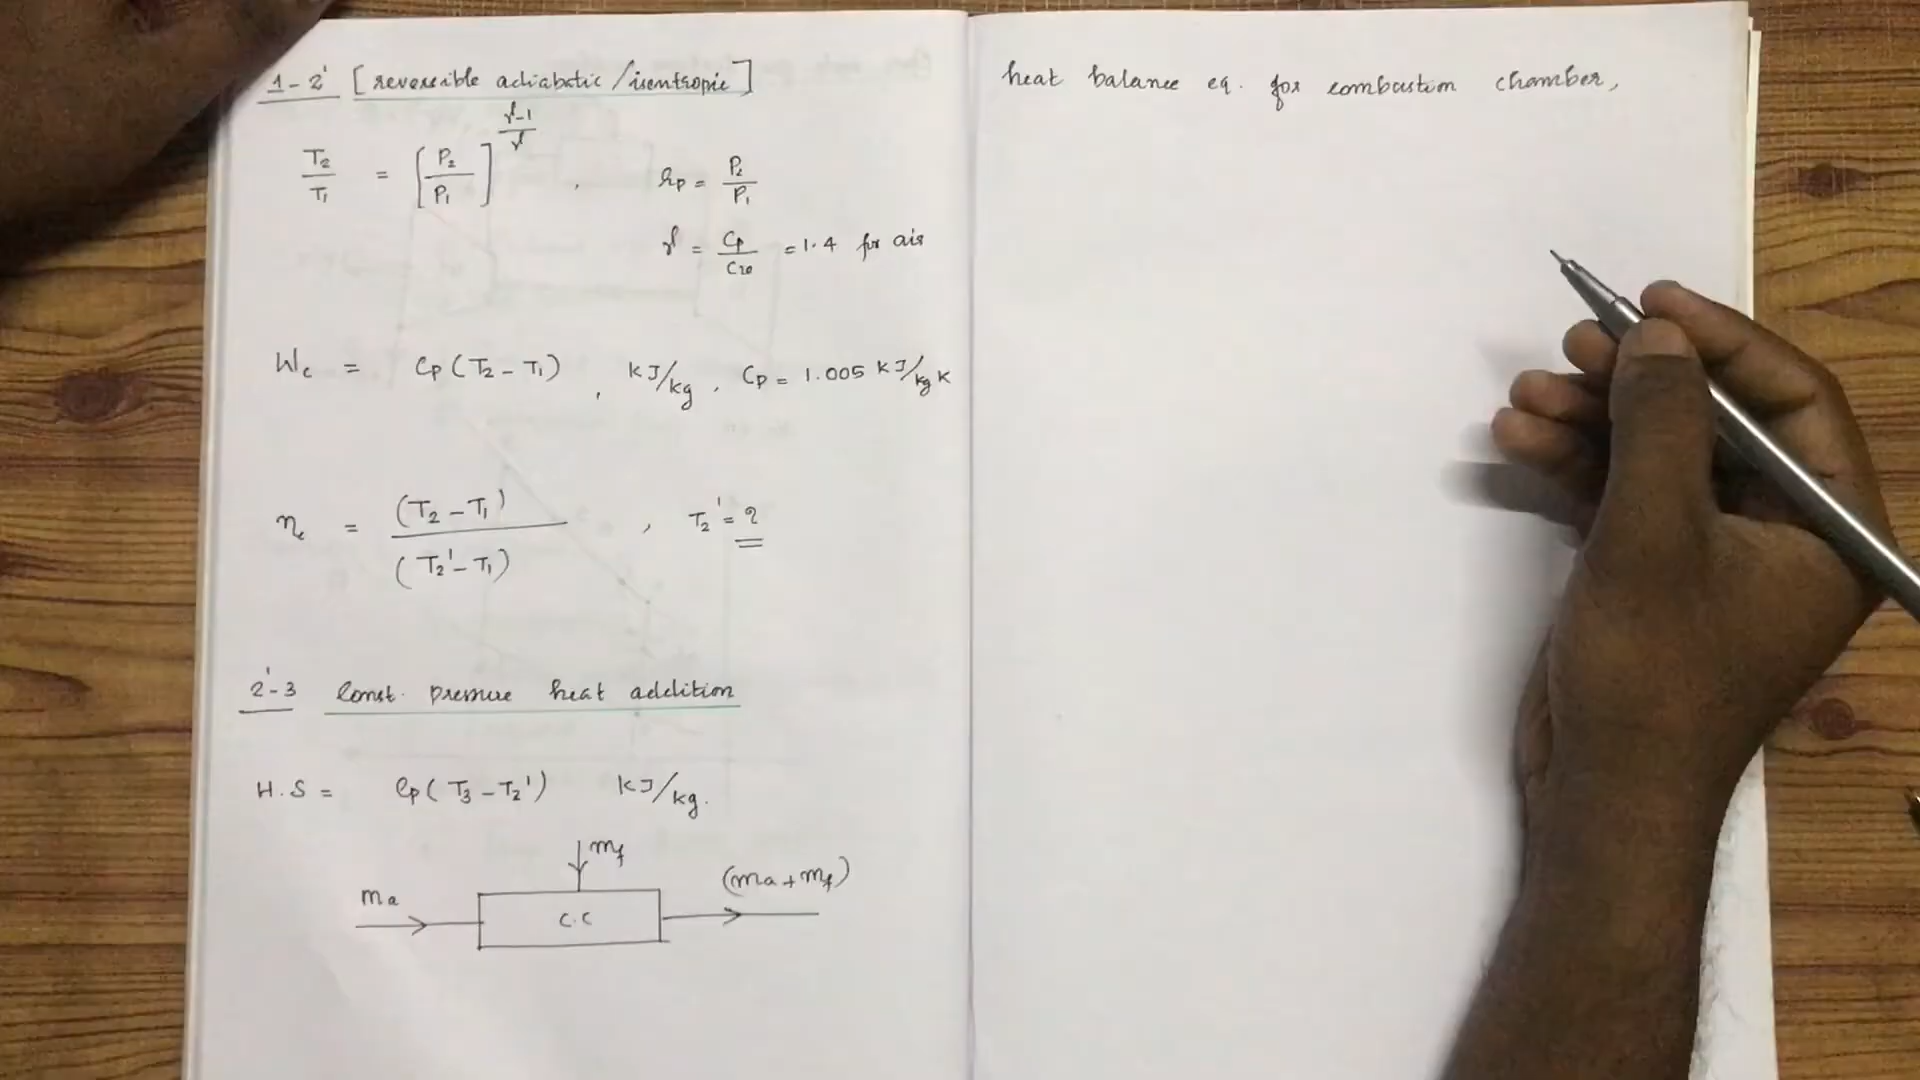 1-2' [reversible adiabatic /isentropic]
T₂/T₁ = [P₂/P₁]^(γ-1)/γ , rp = P₂/P₁
γ = Cp/Cv = 1.4 for air
Wc = Cp (T₂ - T₁) , KJ/kg , Cp = 1.005 KJ/kg K
ηc = (T₂ - T₁)/(T₂' - T₁) , T₂' = ?
2'-3 Const. pressure heat addition
H.S = Cp (T₃ - T₂') KJ/kg.
mf
ma
C.C
(ma + mf)
heat balance eq. for combustion chamber,